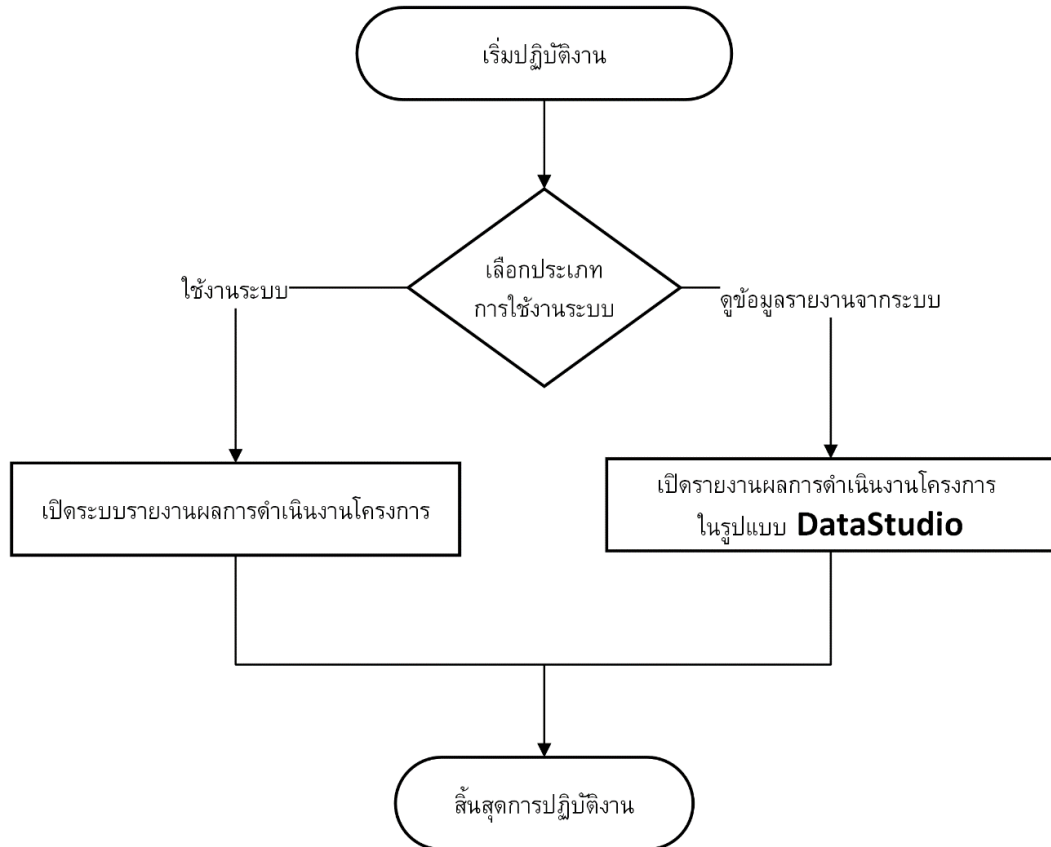 เริ่มปฏิบัติงาน
เลือกประเภท
การใช้งานระบบ
ใช้งานระบบ
ดูข้อมูลรายงานจากระบบ
เปิดระบบรายงานผลการดำเนินงานโครงการ
เปิดรายงานผลการดำเนินงานโครงการ
ในรูปแบบ DataStudio
สิ้นสุดการปฏิบัติงาน